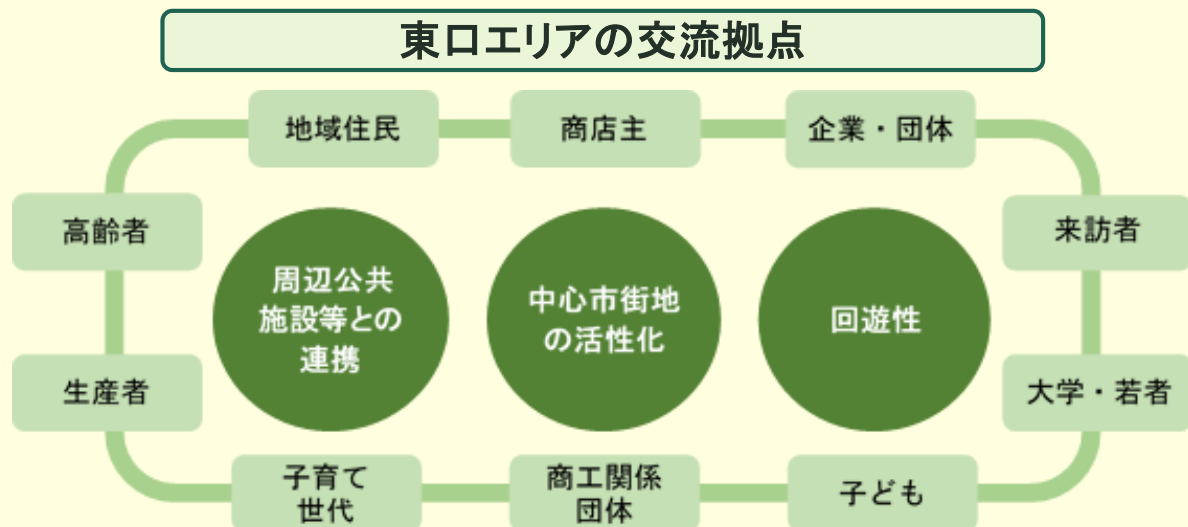 東口エリアの交流拠点
地域住民
商店主
企業・団体
高齢者
来訪者
周辺公共
施設等との
連携
中心市街地
の活性化
回遊性
生産者
大学・若者
子育て
世代
商工関係
団体
子ども